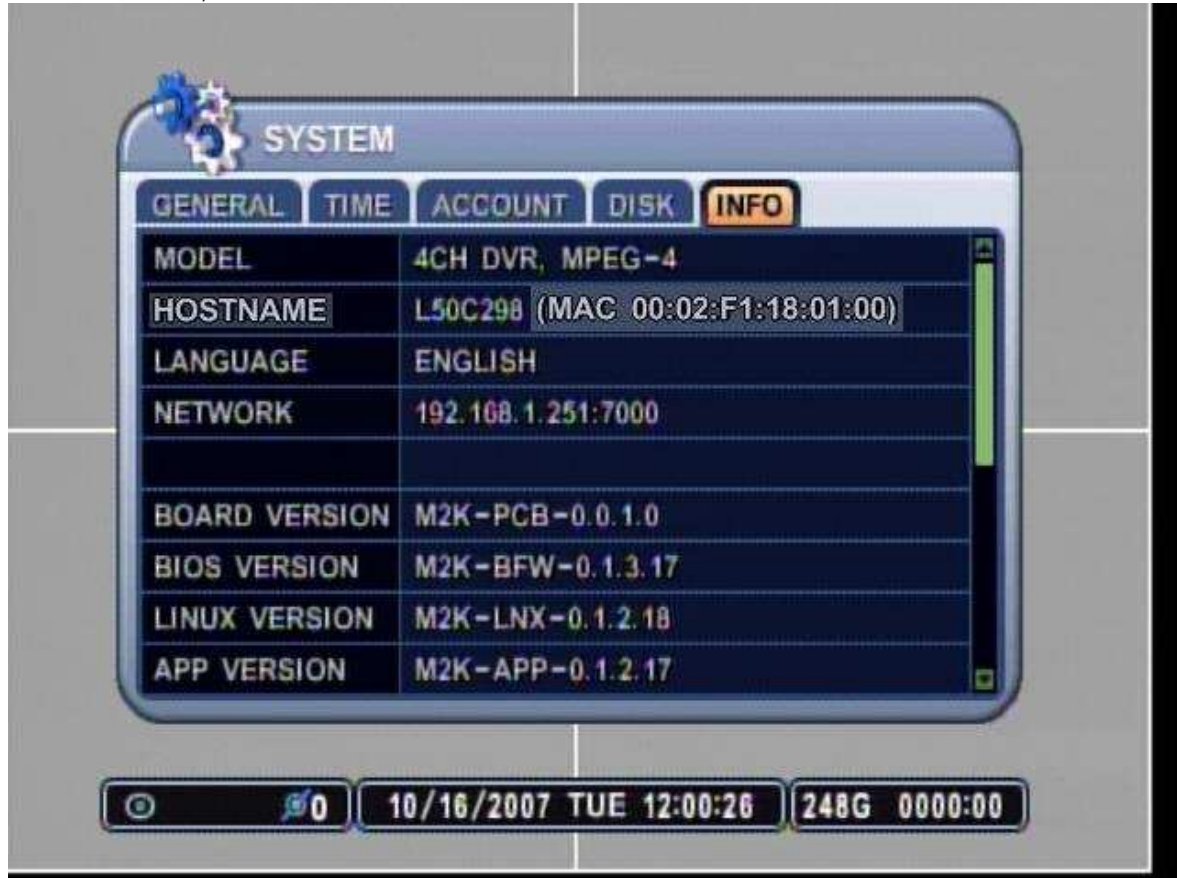 SYSTEM
GENERAL TIME ACCOUNT DISK INFO
MODEL 4CH DVR, MPEG-4
HOSTNAME L50C298 (MAC 00:02:F1:18:01:00)
LANGUAGE ENGLISH
NETWORK 192.168.1.251:7000
BOARD VERSION M2K-PCB-0.0.1.0
BIOS VERSION M2K-BFW-0.1.3.17
LINUX VERSION M2K-LNX-0.1.2.18
APP VERSION M2K-APP-0.1.2.17
0 10/16/2007 TUE 12:00:26 248G 0000:00